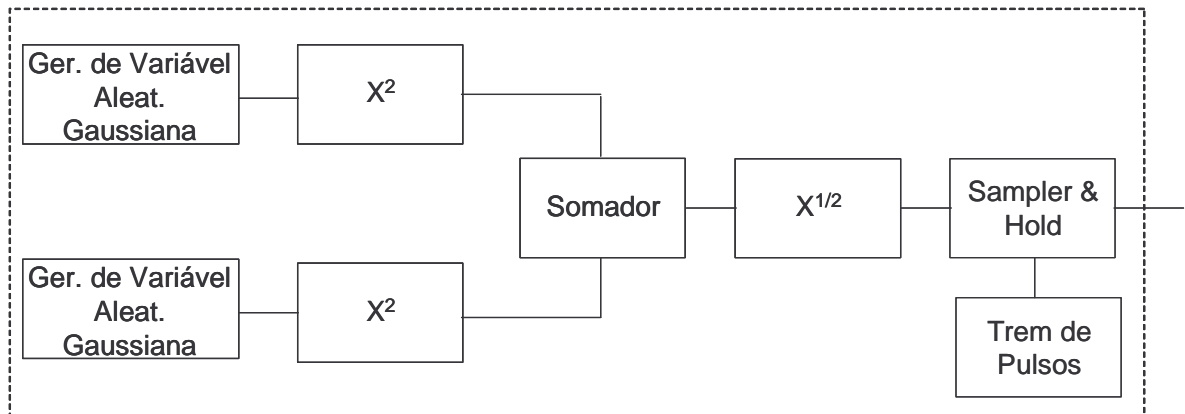 Ger. de Variável
Aleat.
Gaussiana
X²
Somador
X¹/²
Sampler &
Hold
Ger. de Variável
Aleat.
Gaussiana
X²
Trem de
Pulsos